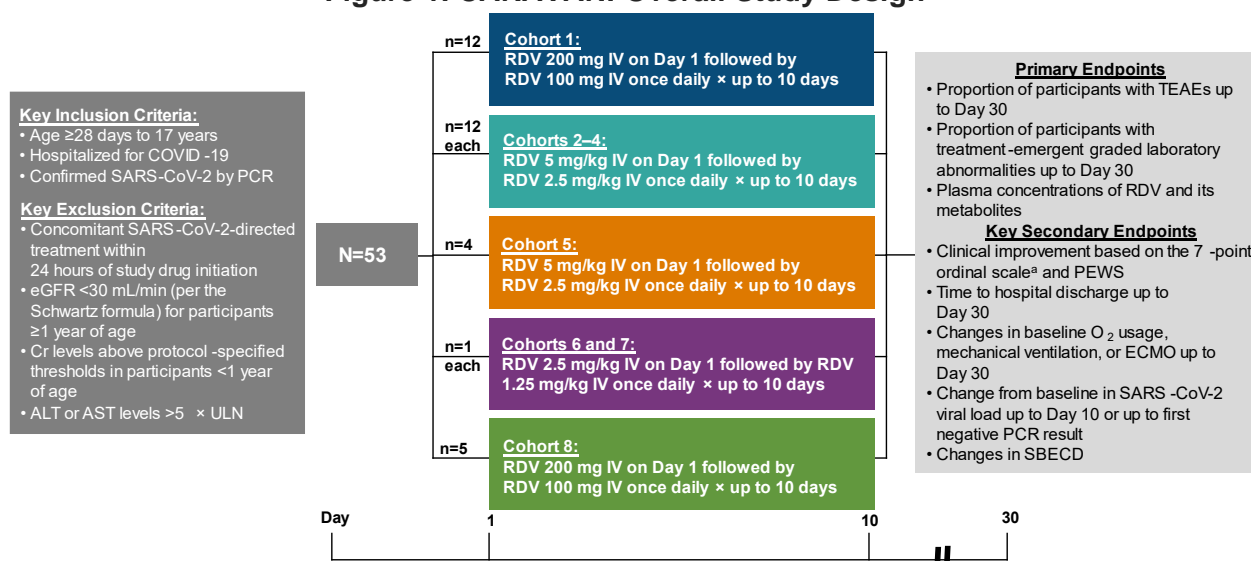 Key Inclusion Criteria:
• Age ≥28 days to 17 years
• Hospitalized for COVID -19
• Confirmed SARS-CoV-2 by PCR
Key Exclusion Criteria:
• Concomitant SARS -CoV-2-directed
treatment within
24 hours of study drug initiation
• eGFR <30 mL/min (per the
Schwartz formula) for participants
≥1 year of age
• Cr levels above protocol -specified
thresholds in participants <1 year
of age
• ALT or AST levels >5 × ULN
N=53
n=12
Cohort 1:
RDV 200 mg IV on Day 1 followed by
RDV 100 mg IV once daily × up to 10 days
n=12
each
Cohorts 2–4:
RDV 5 mg/kg IV on Day 1 followed by
RDV 2.5 mg/kg IV once daily × up to 10 days
n=4
Cohort 5:
RDV 5 mg/kg IV on Day 1 followed by
RDV 2.5 mg/kg IV once daily × up to 10 days
n=1
each
Cohorts 6 and 7:
RDV 2.5 mg/kg IV on Day 1 followed by RDV
1.25 mg/kg IV once daily × up to 10 days
n=5
Cohort 8:
RDV 200 mg IV on Day 1 followed by
RDV 100 mg IV once daily × up to 10 days
Primary Endpoints
• Proportion of participants with TEAEs up
to Day 30
• Proportion of participants with
treatment-emergent graded laboratory
abnormalities up to Day 30
• Plasma concentrations of RDV and its
metabolites
Key Secondary Endpoints
• Clinical improvement based on the 7 -point
ordinal scaleᵃ and PEWS
• Time to hospital discharge up to
Day 30
• Changes in baseline O₂ usage,
mechanical ventilation, or ECMO up to
Day 30
• Change from baseline in SARS -CoV-2
viral load up to Day 10 or up to first
negative PCR result
• Changes in SBECD
Day 1 10 30